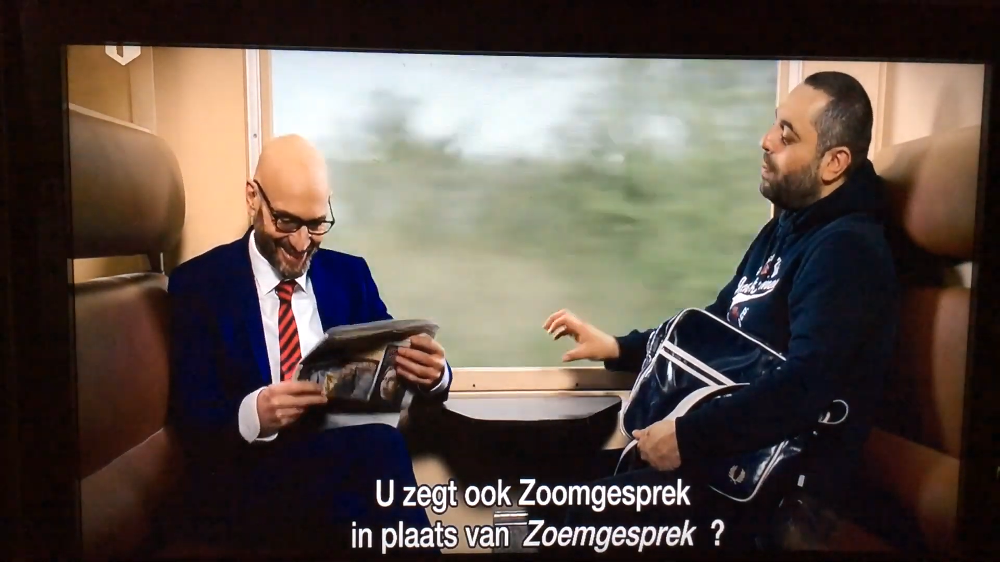 U zegt ook Zoomgesprek
in plaats van Zoemgesprek ?